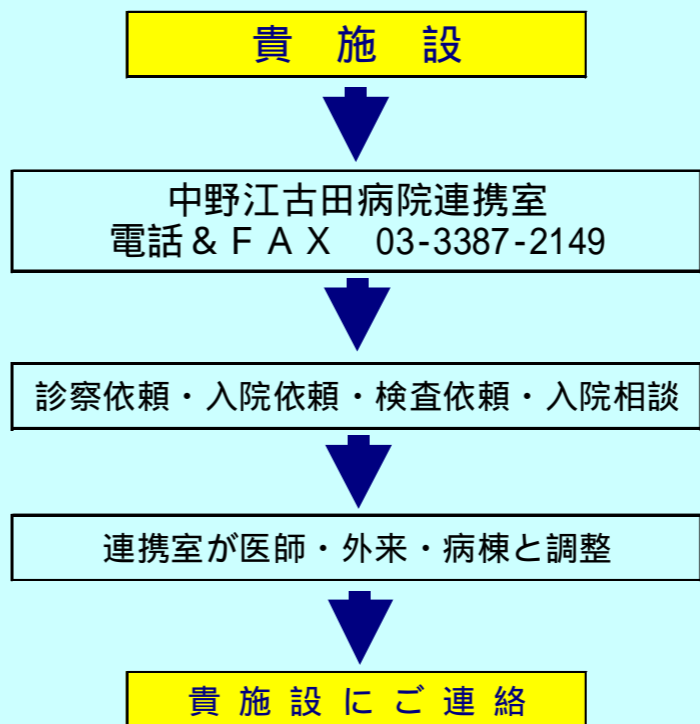 貴　施　設
中野江古田病院連携室
電話＆ＦＡＸ　03-3387-2149
診察依頼・入院依頼・検査依頼・入院相談
連携室が医師・外来・病棟と調整
貴 施 設 に ご 連 絡